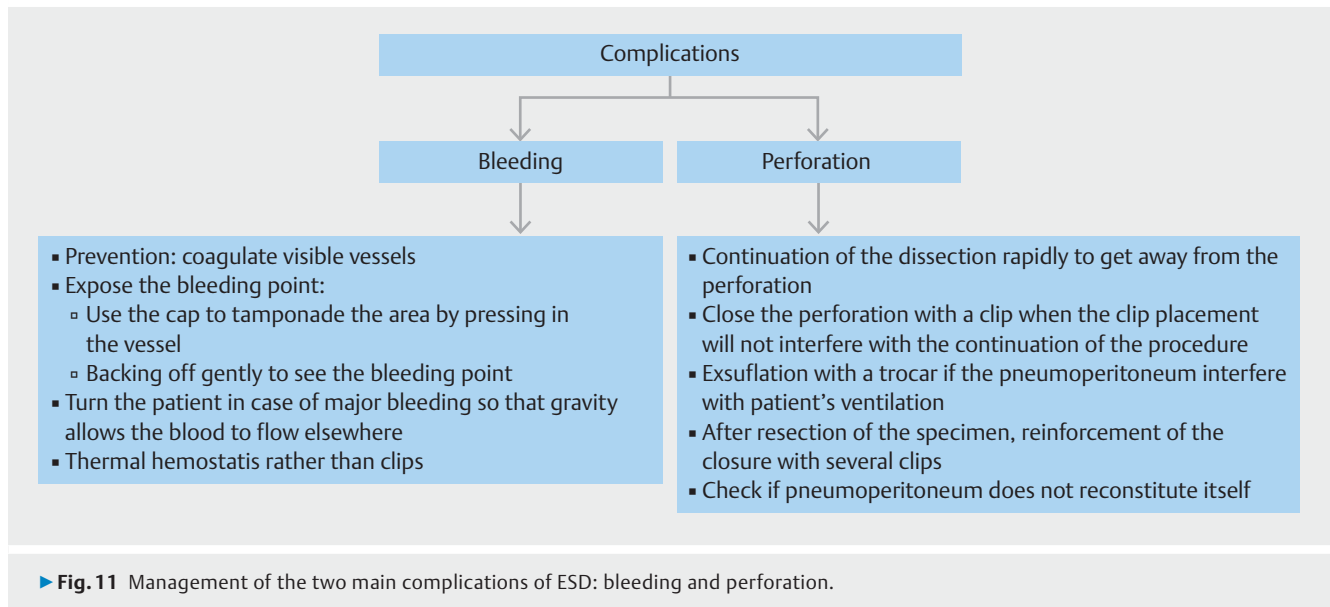 Complications
Bleeding
Perforation
▪ Prevention: coagulate visible vessels
▪ Expose the bleeding point:
▫ Use the cap to tamponade the area by pressing in
the vessel
▫ Backing off gently to see the bleeding point
▪ Turn the patient in case of major bleeding so that gravity
allows the blood to flow elsewhere
▪ Thermal hemostatis rather than clips
▪ Continuation of the dissection rapidly to get away from the
perforation
▪ Close the perforation with a clip when the clip placement
will not interfere with the continuation of the procedure
▪ Exsuflation with a trocar if the pneumoperitoneum interfere
with patient's ventilation
▪ After resection of the specimen, reinforcement of the
closure with several clips
▪ Check if pneumoperitoneum does not reconstitute itself
▶ Fig. 11 Management of the two main complications of ESD: bleeding and perforation.